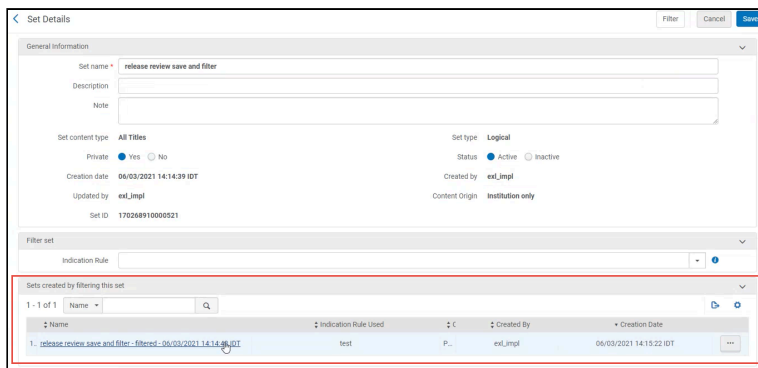 Set Details Filter Cancel Save
General Information
Set name * release review save and filter
Description
Note
Set content type All Titles Set type Logical
Private Yes No Status Active Inactive
Creation date 06/03/2021 14:14:39 IDT Created by exl_impl
Updated by exl_impl Content Origin Institution only
Set ID 170268910000521
Filter set
Indication Rule
Sets created by filtering this set
1 - 1 of 1 Name
Name Indication Rule Used C Created By Creation Date
1. release review save and filter - filtered - 06/03/2021 IDT test P... exl_impl 06/03/2021 14:15:22 IDT ...